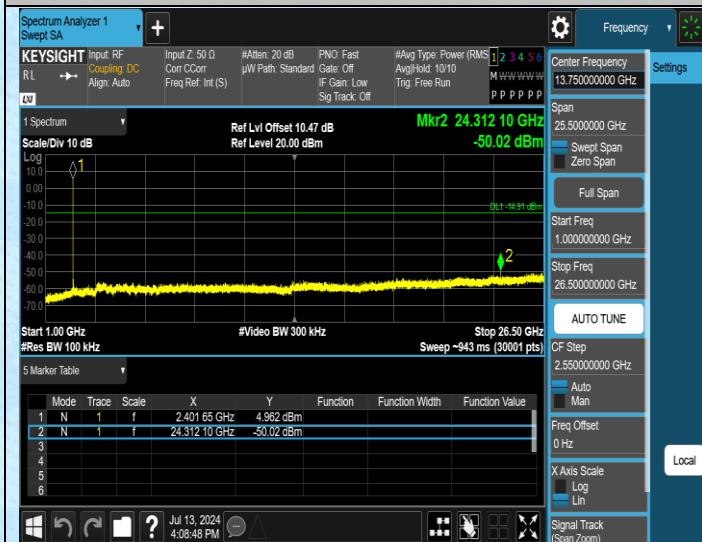 Spectrum Analyzer 1
Swept SA
Frequency
KEYSIGHT
RL
LXI
Input: RF
Coupling: DC
Align: Auto
Input Z: 50 Ω
Corr CCorr
Freq Ref: Int (S)
#Atten: 20 dB
µW Path: Standard
PNO: Fast
Gate: Off
IF Gain: Low
Sig Track: Off
#Avg Type: Power (RMS
Avg|Hold: 10/10
Trig: Free Run
1 2 3 4 5 6
M W W W W W
P P P P P P
1 Spectrum
Scale/Div 10 dB
Ref Lvl Offset 10.47 dB
Ref Level 20.00 dBm
Mkr2 24.312 10 GHz
-50.02 dBm
Log
10.0
0.00
-10.0
-20.0
-30.0
-40.0
-50.0
-60.0
-70.0
1
DL1 -14.91 dBm
2
Start 1.00 GHz
#Video BW 300 kHz
Stop 26.50 GHz
#Res BW 100 kHz
Sweep ~943 ms (30001 pts)
5 Marker Table
Mode Trace Scale X Y Function Function Width Function Value
1 N 1 f 2.401 65 GHz 4.962 dBm
2 N 1 f 24.312 10 GHz -50.02 dBm
3
4
5
6
Jul 13, 2024
4:08:48 PM
Center Frequency
13.750000000 GHz
Span
25.5000000 GHz
Swept Span
Zero Span
Full Span
Start Freq
1.000000000 GHz
Stop Freq
26.500000000 GHz
AUTO TUNE
CF Step
2.550000000 GHz
Auto
Man
Freq Offset
0 Hz
X Axis Scale
Log
Lin
Signal Track
(Span Zoom)
Settings
Local